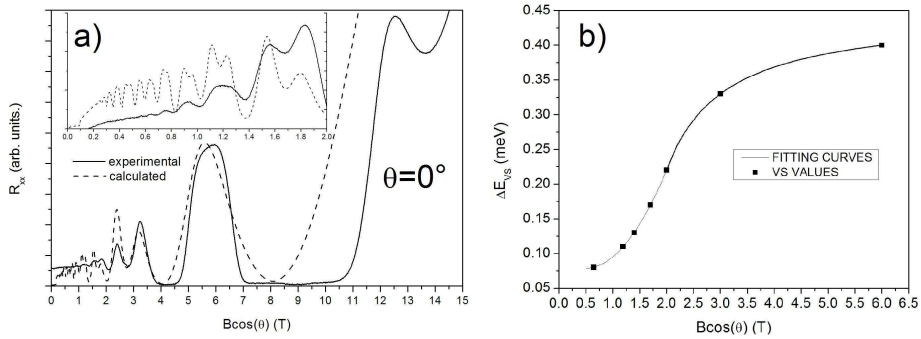 a)
0.0 0.2 0.4 0.6 0.8 1.0 1.2 1.4 1.6 1.8 2.0
experimental
calculated
θ=0°
R_xx (arb. units.)
0 1 2 3 4 5 6 7 8 9 10 11 12 13 14 15
Bcos(θ) (T)
b)
0.40
0.35
0.30
0.25
0.20
0.15
0.10
0.05
ΔE_VS (meV)
FITTING CURVES
VS VALUES
0.0 0.5 1.0 1.5 2.0 2.5 3.0 3.5 4.0 4.5 5.0 5.5 6.0 6.5
Bcos(θ) (T)